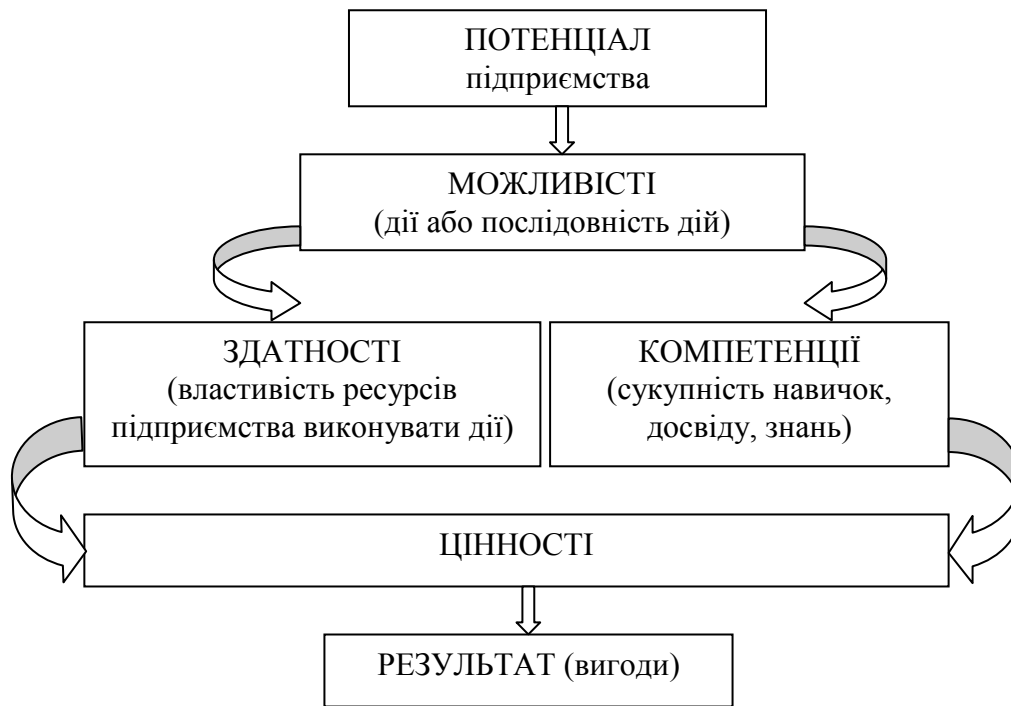 ПОТЕНЦІАЛ
підприємства
МОЖЛИВІСТІ
(дії або послідовність дій)
ЗДАТНОСТІ
(властивість ресурсів
підприємства виконувати дії)
КОМПЕТЕНЦІЇ
(сукупність навичок,
досвіду, знань)
ЦІННОСТІ
РЕЗУЛЬТАТ (вигоди)